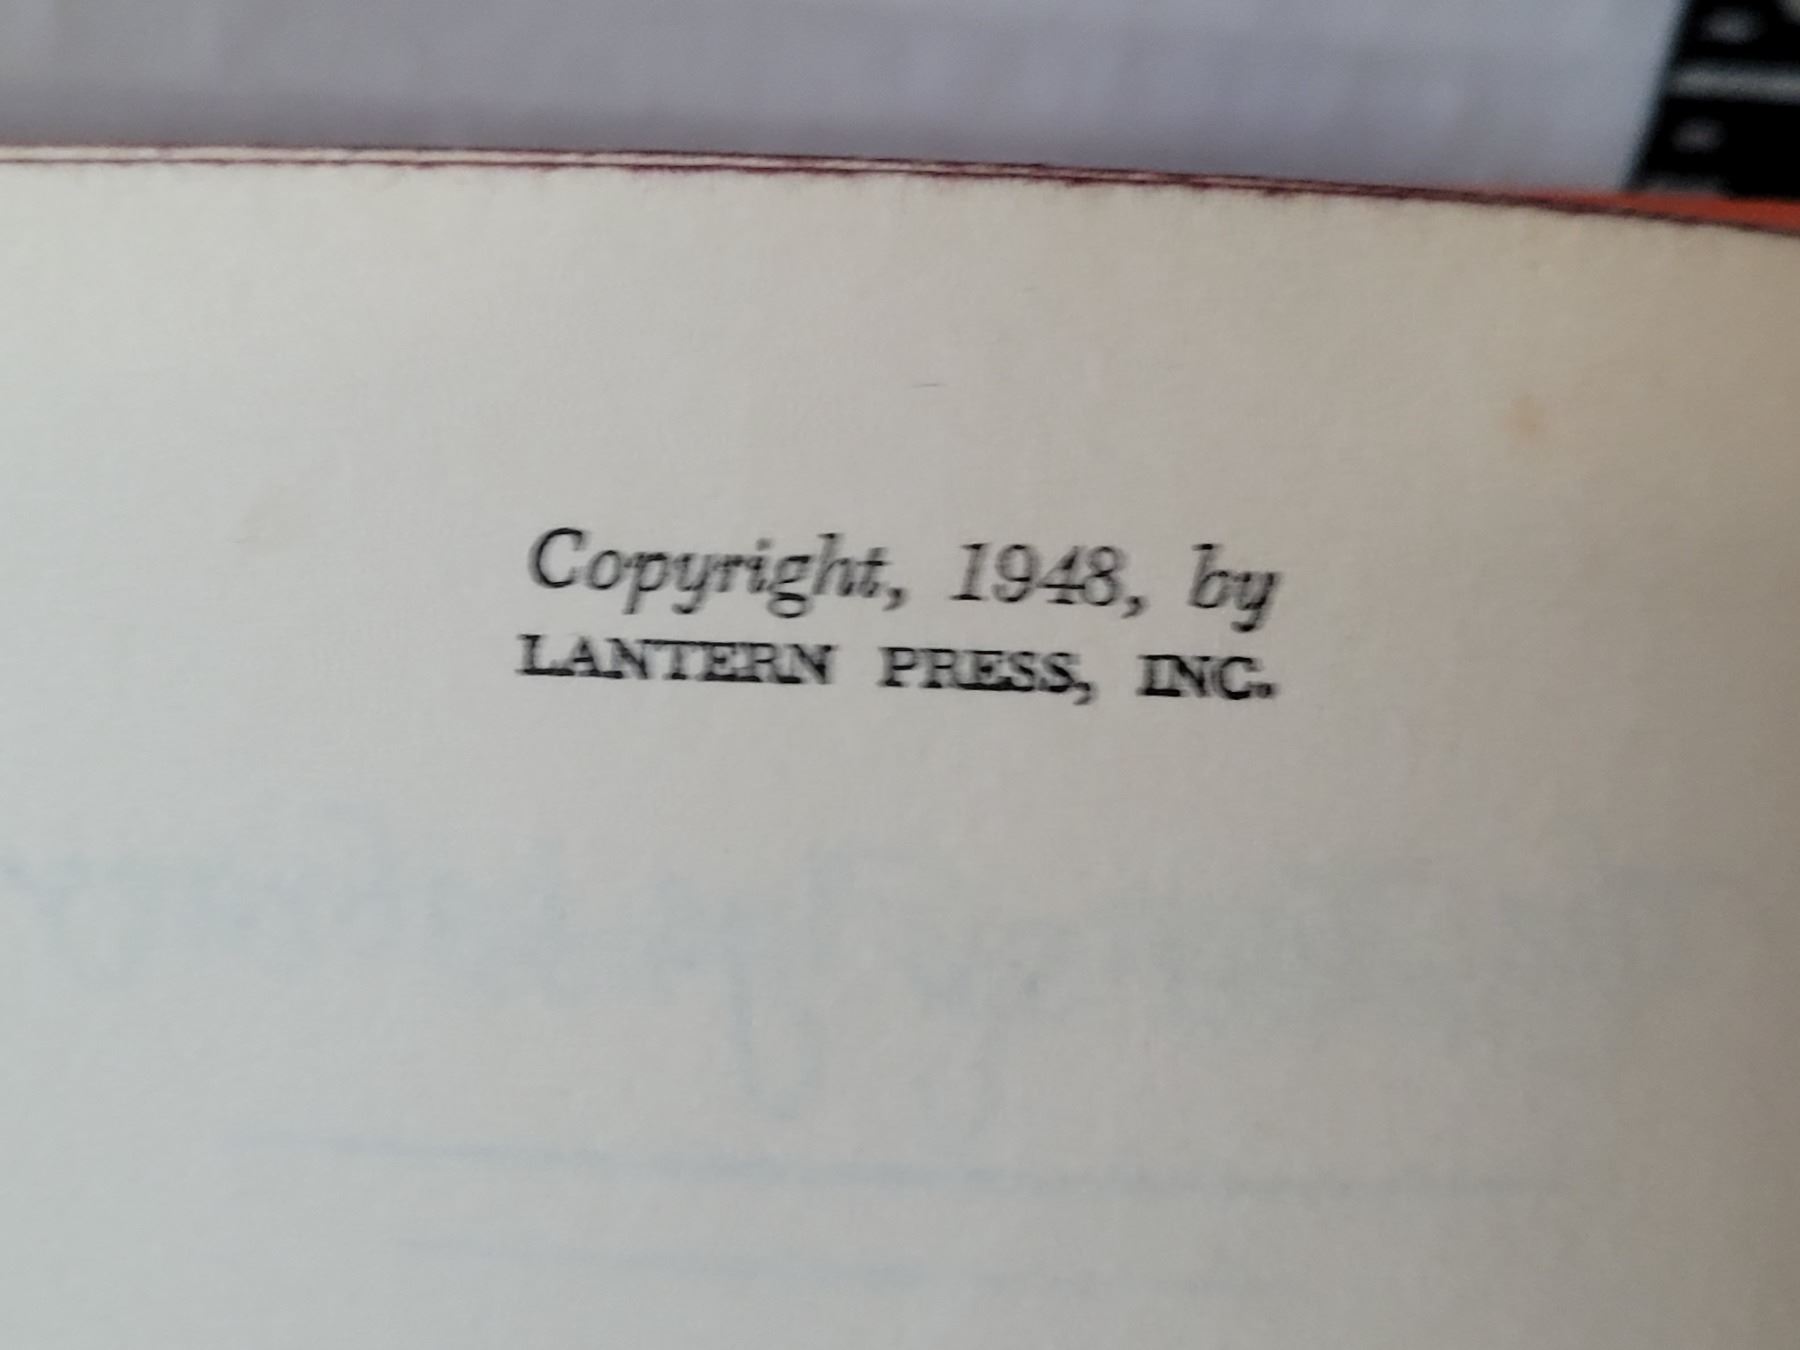 Copyright, 1948, by
LANTERN PRESS, INC.